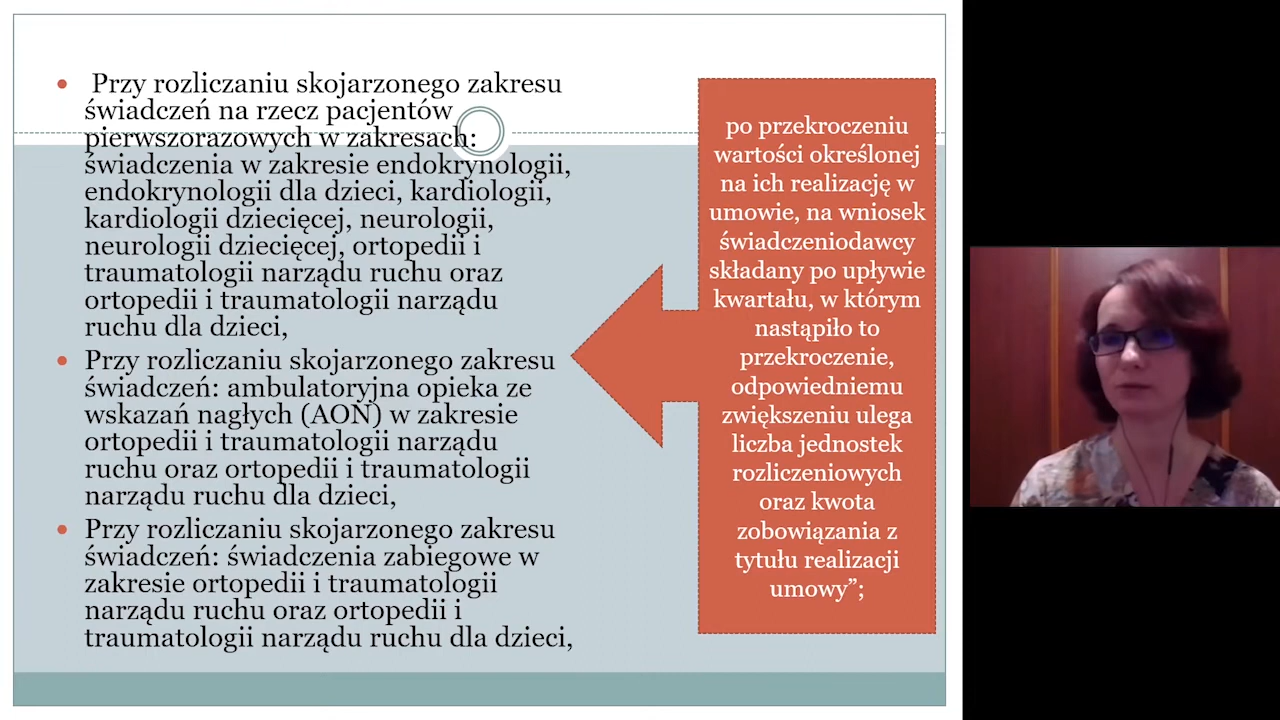 Przy rozliczaniu skojarzonego zakresu
świadczeń na rzecz pacjentów
pierwszorazowych w zakresach:
świadczenia w zakresie endokrynologii,
endokrynologii dla dzieci, kardiologii,
kardiologii dziecięcej, neurologii,
neurologii dziecięcej, ortopedii i
traumatologii narządu ruchu oraz
ortopedii i traumatologii narządu
ruchu dla dzieci,
Przy rozliczaniu skojarzonego zakresu
świadczeń: ambulatoryjna opieka ze
wskazań nagłych (AON) w zakresie
ortopedii i traumatologii narządu
ruchu oraz ortopedii i traumatologii
narządu ruchu dla dzieci,
Przy rozliczaniu skojarzonego zakresu
świadczeń: świadczenia zabiegowe w
zakresie ortopedii i traumatologii
narządu ruchu oraz ortopedii i
traumatologii narządu ruchu dla dzieci,
po przekroczeniu
wartości określonej
na ich realizację w
umowie, na wniosek
świadczeniodawcy
składany po upływie
kwartału, w którym
nastąpiło to
przekroczenie,
odpowiedniemu
zwiększeniu ulega
liczba jednostek
rozliczeniowych
oraz kwota
zobowiązania z
tytułu realizacji
umowy”;